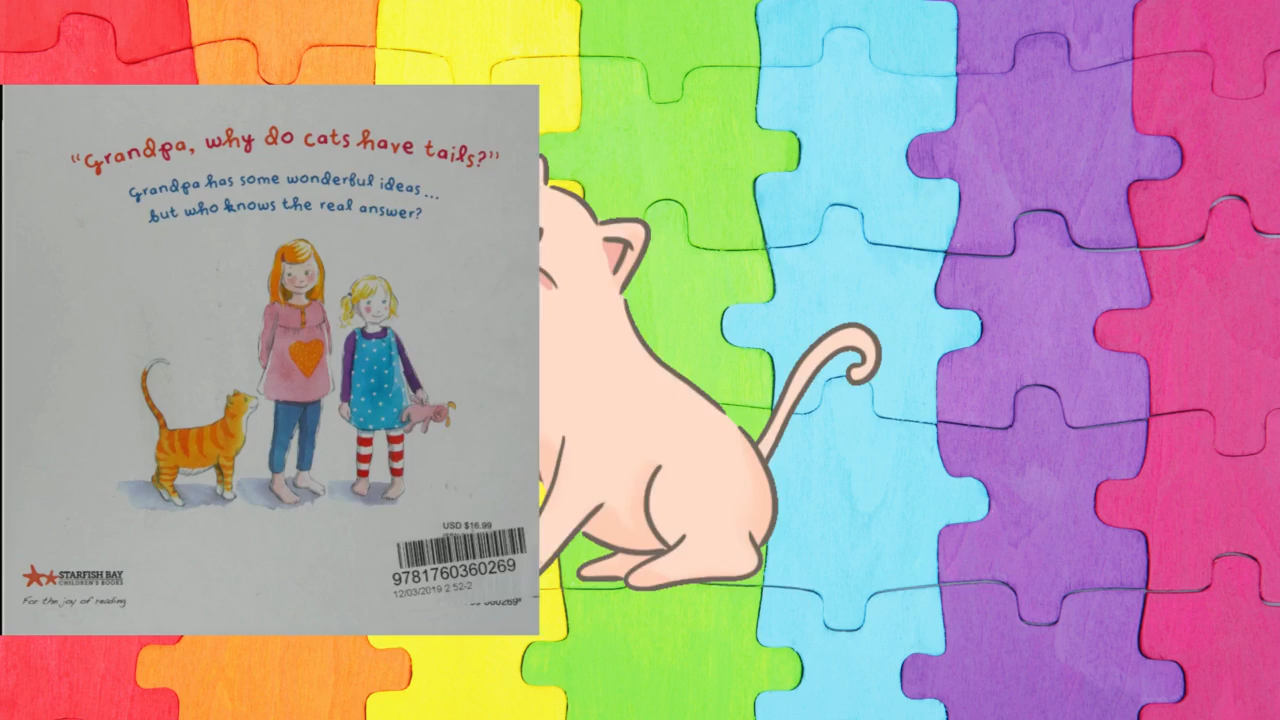 “Grandpa, why do cats have tails?”
Grandpa has some wonderful ideas...
but who knows the real answer?
USD $16.99
9781760360269
12/03/2019 2 52-2
STARFISH BAY
CHILDREN'S BOOKS
For the joy of reading